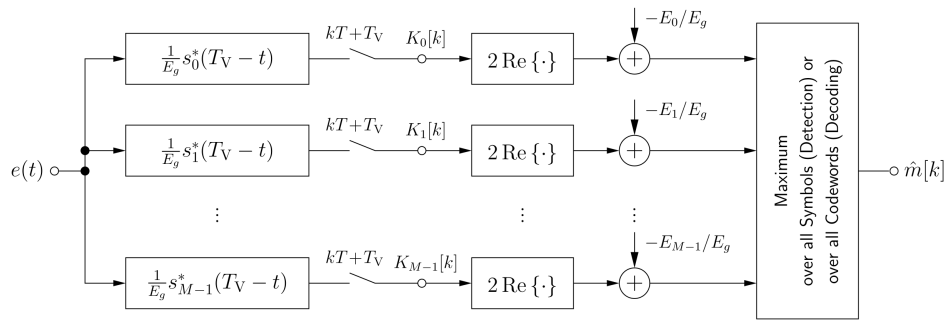 kT+T_V K_0[k] −E_0/E_g
1/E_g s_0^*(T_V − t) 2 Re {·} +
kT+T_V K_1[k] −E_1/E_g
1/E_g s_1^*(T_V − t) 2 Re {·} +
e(t)
⋮ ⋮ ⋮
kT+T_V K_{M−1}[k] −E_{M−1}/E_g
1/E_g s_{M−1}^*(T_V − t) 2 Re {·} +
Maximum
over all Symbols (Detection) or
over all Codewords (Decoding)
m̂[k]